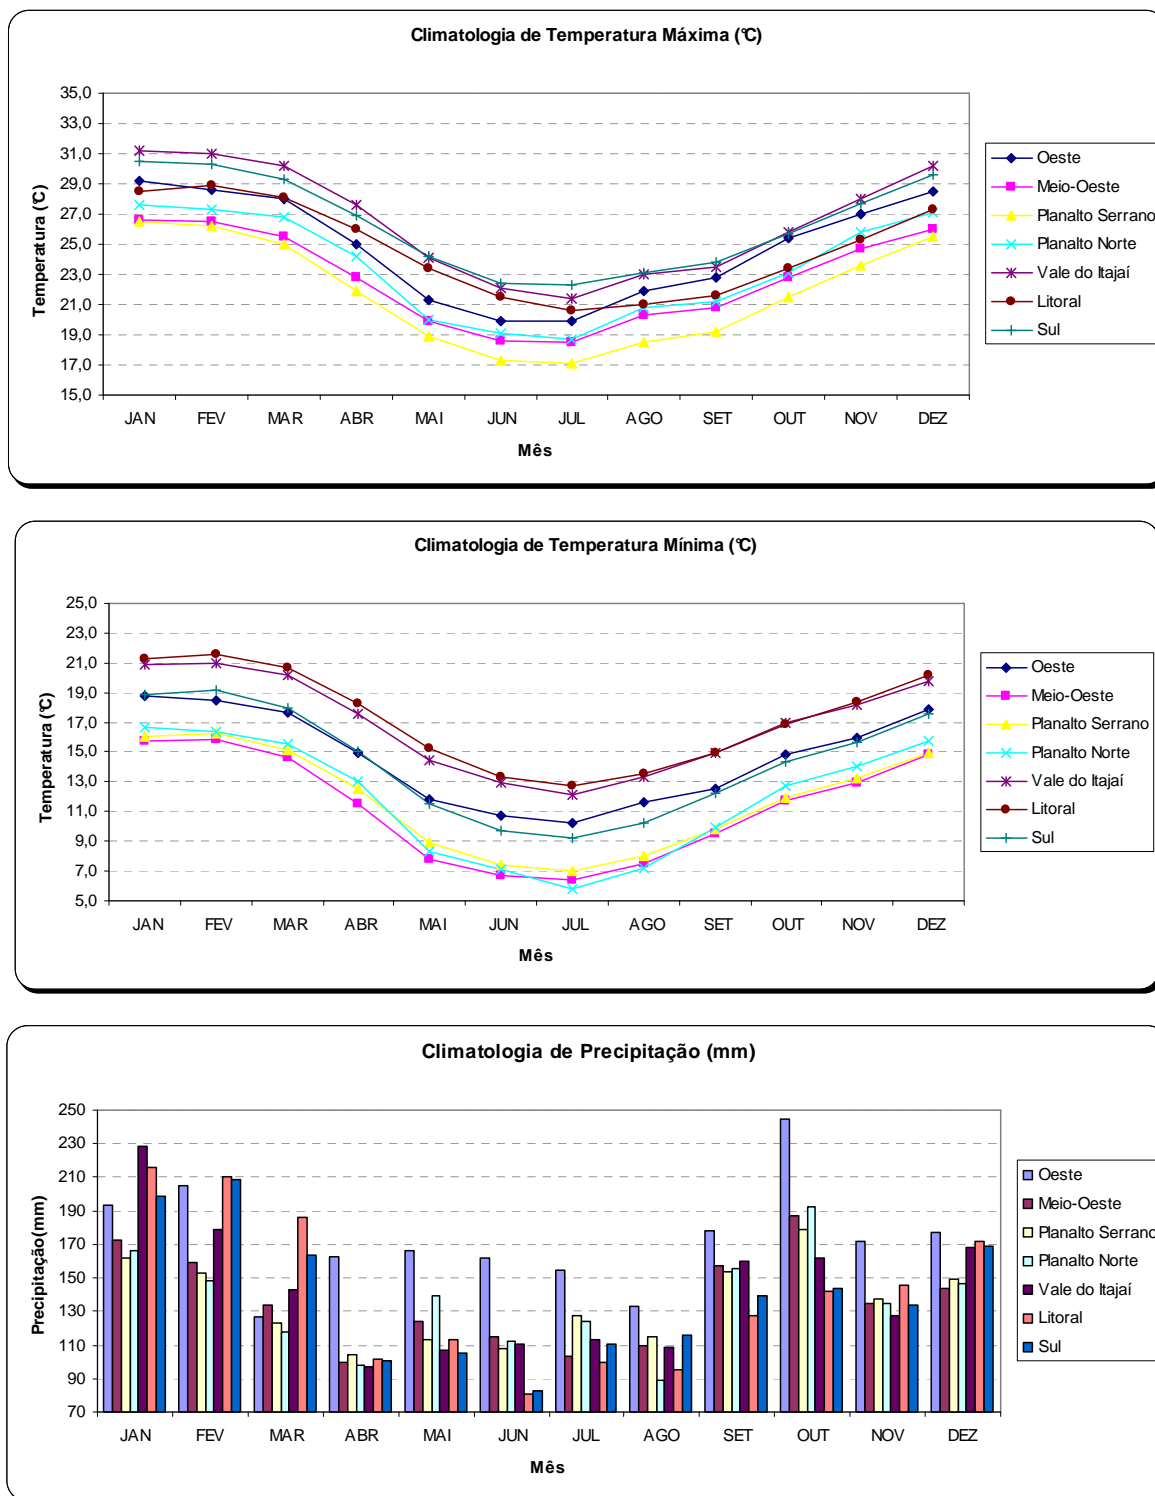 Climatologia de Temperatura Máxima (°C)
Temperatura (°C)
35,0
33,0
31,0
29,0
27,0
25,0
23,0
21,0
19,0
17,0
15,0
JAN FEV MAR ABR MAI JUN JUL AGO SET OUT NOV DEZ
Mês
Oeste
Meio-Oeste
Planalto Serrano
Planalto Norte
Vale do Itajaí
Litoral
Sul
Climatologia de Temperatura Mínima (°C)
Temperatura (°C)
25,0
23,0
21,0
19,0
17,0
15,0
13,0
11,0
9,0
7,0
5,0
JAN FEV MAR ABR MAI JUN JUL AGO SET OUT NOV DEZ
Mês
Oeste
Meio-Oeste
Planalto Serrano
Planalto Norte
Vale do Itajaí
Litoral
Sul
Climatologia de Precipitação (mm)
Precipitação(mm)
250
230
210
190
170
150
130
110
90
70
JAN FEV MAR ABR MAI JUN JUL AGO SET OUT NOV DEZ
Mês
Oeste
Meio-Oeste
Planalto Serrano
Planalto Norte
Vale do Itajaí
Litoral
Sul